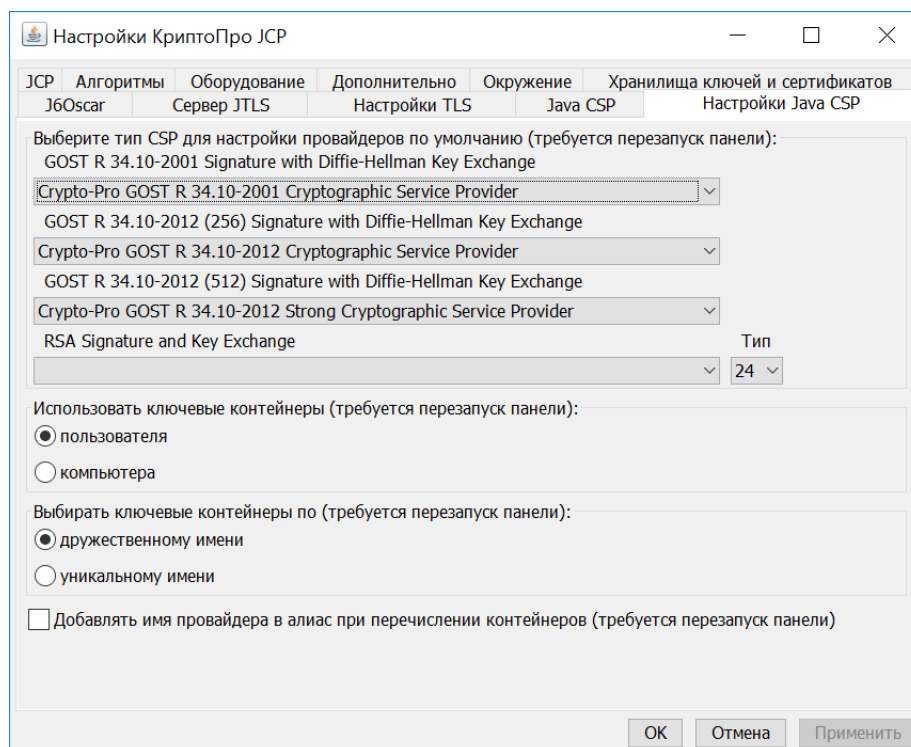 Настройки КриптоПро JCP
JCP Алгоритмы Оборудование Дополнительно Окружение Хранилища ключей и сертификатов
J6Oscar Сервер JTLS Настройки TLS Java CSP Настройки Java CSP
Выберите тип CSP для настройки провайдеров по умолчанию (требуется перезапуск панели):
GOST R 34.10-2001 Signature with Diffie-Hellman Key Exchange
Crypto-Pro GOST R 34.10-2001 Cryptographic Service Provider
GOST R 34.10-2012 (256) Signature with Diffie-Hellman Key Exchange
Crypto-Pro GOST R 34.10-2012 Cryptographic Service Provider
GOST R 34.10-2012 (512) Signature with Diffie-Hellman Key Exchange
Crypto-Pro GOST R 34.10-2012 Strong Cryptographic Service Provider
RSA Signature and Key Exchange Тип
24
Использовать ключевые контейнеры (требуется перезапуск панели):
пользователя
компьютера
Выбирать ключевые контейнеры по (требуется перезапуск панели):
дружественному имени
уникальному имени
Добавлять имя провайдера в алиас при перечислении контейнеров (требуется перезапуск панели)
OK Отмена Применить